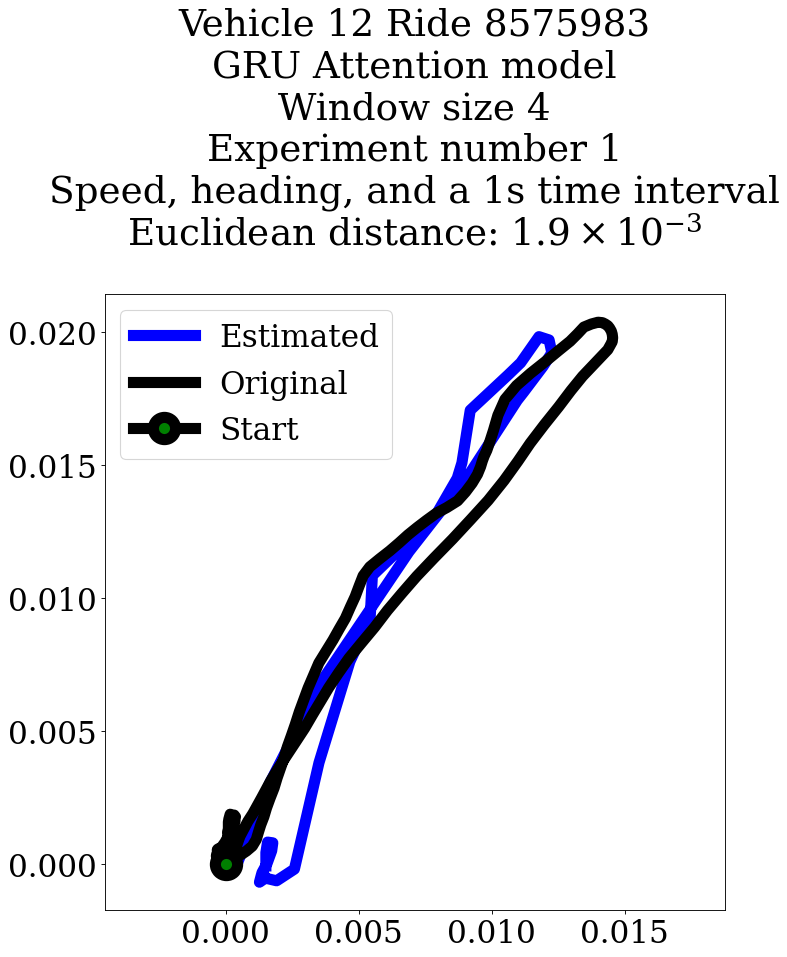 Vehicle 12 Ride 8575983
GRU Attention model
Window size 4
Experiment number 1
Speed, heading, and a 1s time interval
Euclidean distance: 1.9 × 10⁻³
Estimated
Original
Start
0.020
0.015
0.010
0.005
0.000
0.000 0.005 0.010 0.015